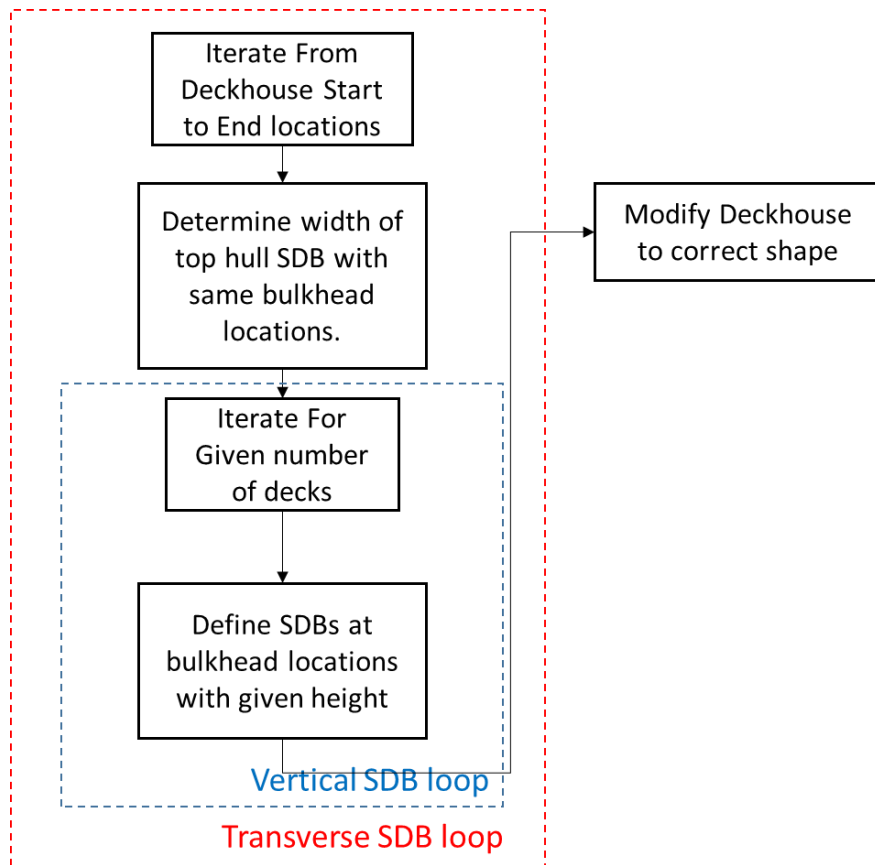 Iterate From
Deckhouse Start
to End locations
Determine width of
top hull SDB with
same bulkhead
locations.
Modify Deckhouse
to correct shape
Iterate For
Given number
of decks
Define SDBs at
bulkhead locations
with given height
Vertical SDB loop
Transverse SDB loop